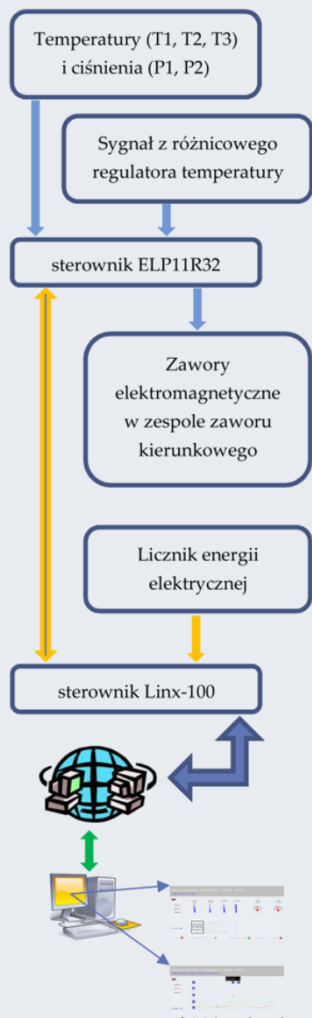 Temperatury (T1, T2, T3)
i ciśnienia (P1, P2)
Sygnał z różnicowego
regulatora temperatury
sterownik ELP11R32
Zawory
elektromagnetyczne
w zespole zaworu
kierunkowego
Licznik energii
elektrycznej
sterownik Linx-100